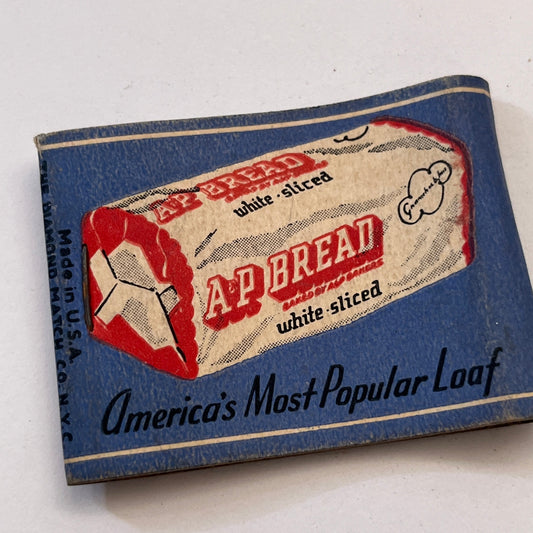 A·P BREAD
white·sliced
A·P BREAD
BAKED BY A&P BAKERS
white·sliced
America's Most Popular Loaf
Made in U.S.A.
THE DIAMOND MATCH CO. N.Y.C.